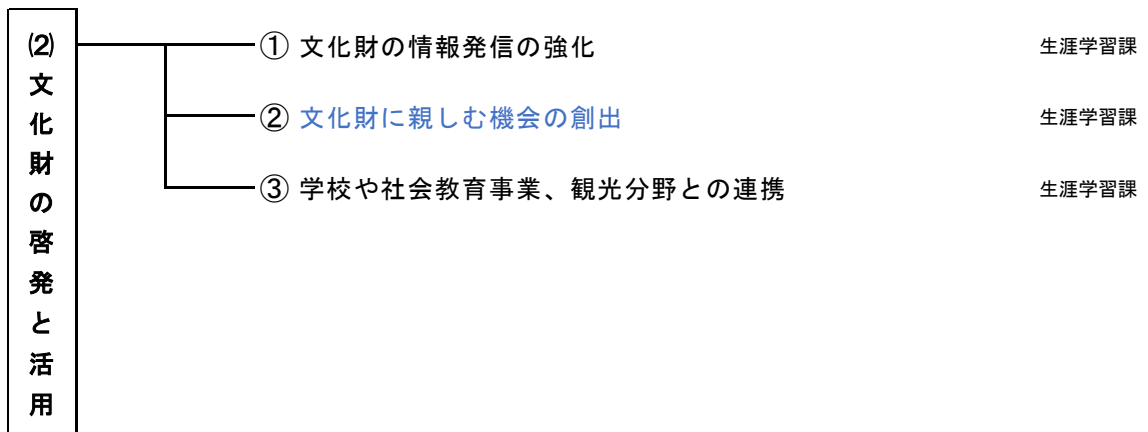 ⑵文化財の啓発と活用
① 文化財の情報発信の強化 生涯学習課
② 文化財に親しむ機会の創出 生涯学習課
③ 学校や社会教育事業、観光分野との連携 生涯学習課